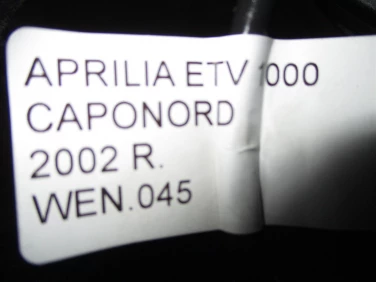 APRILIA ETV 1000
CAPONORD
2002 R.
WEN.045